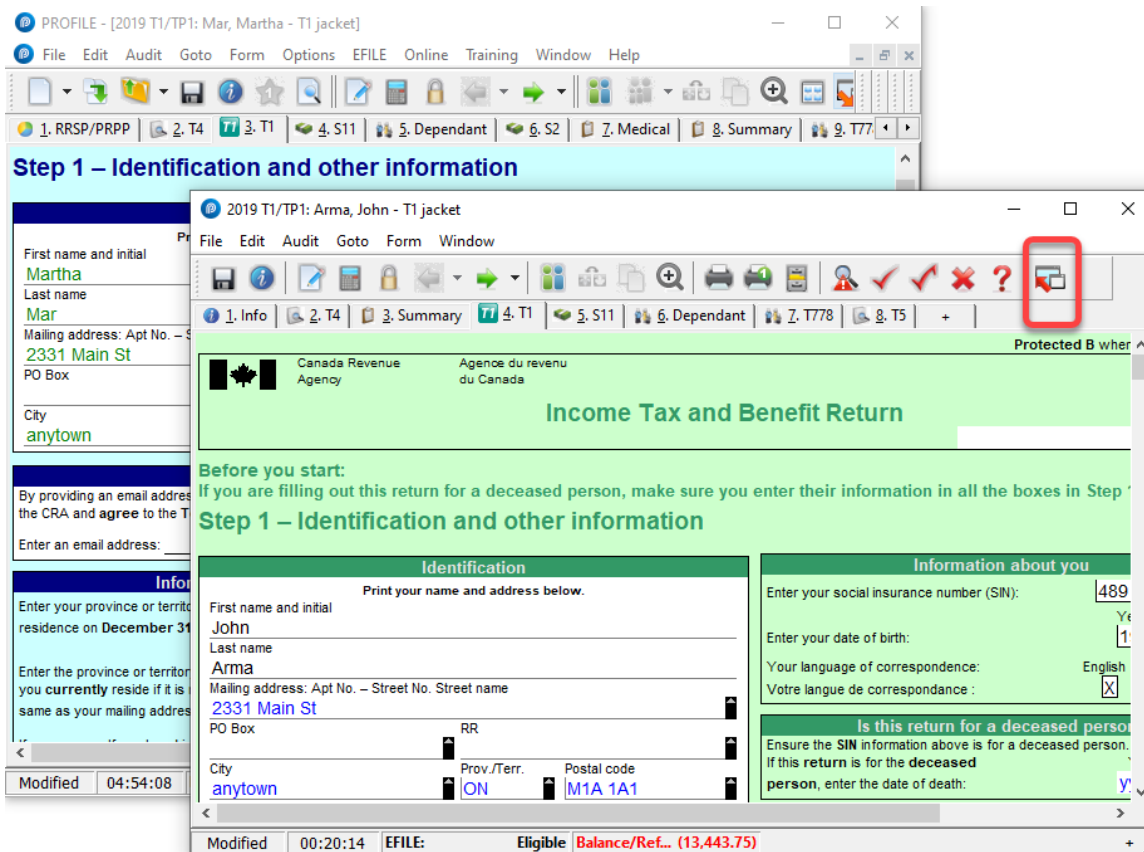 PROFILE - [2019 T1/TP1: Mar, Martha - T1 jacket]
File Edit Audit Goto Form Options EFILE Online Training Window Help
1. RRSP/PRPP 2. T4 T1 3. T1 4. S11 5. Dependant 6. S2 7. Medical 8. Summary 9. T77
Step 1 – Identification and other information
First name and initial
Martha
Last name
Mar
Mailing address: Apt No. –
2331 Main St
PO Box
City
anytown
By providing an email addres
the CRA and agree to the T
Enter an email address:
Infor
Enter your province or territo
residence on December 31
Enter the province or territor
you currently reside if it is
same as your mailing addres
Modified 04:54:08
2019 T1/TP1: Arma, John - T1 jacket
File Edit Audit Goto Form Window
1. Info 2. T4 3. Summary T1 4. T1 5. S11 6. Dependant 7. T778 8. T5 +
Protected B when
Canada Revenue Agence du revenu
Agency du Canada
Income Tax and Benefit Return
Before you start:
If you are filling out this return for a deceased person, make sure you enter their information in all the boxes in Step
Step 1 – Identification and other information
Identification
Print your name and address below.
First name and initial
John
Last name
Arma
Mailing address: Apt No. – Street No. Street name
2331 Main St
PO Box RR
City Prov./Terr. Postal code
anytown ON M1A 1A1
Information about you
Enter your social insurance number (SIN): 489
Ye
Enter your date of birth: 19
Your language of correspondence: English
Votre langue de correspondance : X
Is this return for a deceased person
Ensure the SIN information above is for a deceased person.
If this return is for the deceased
person, enter the date of death: yy
Modified 00:20:14 EFILE: Eligible Balance/Ref... (13,443.75) +